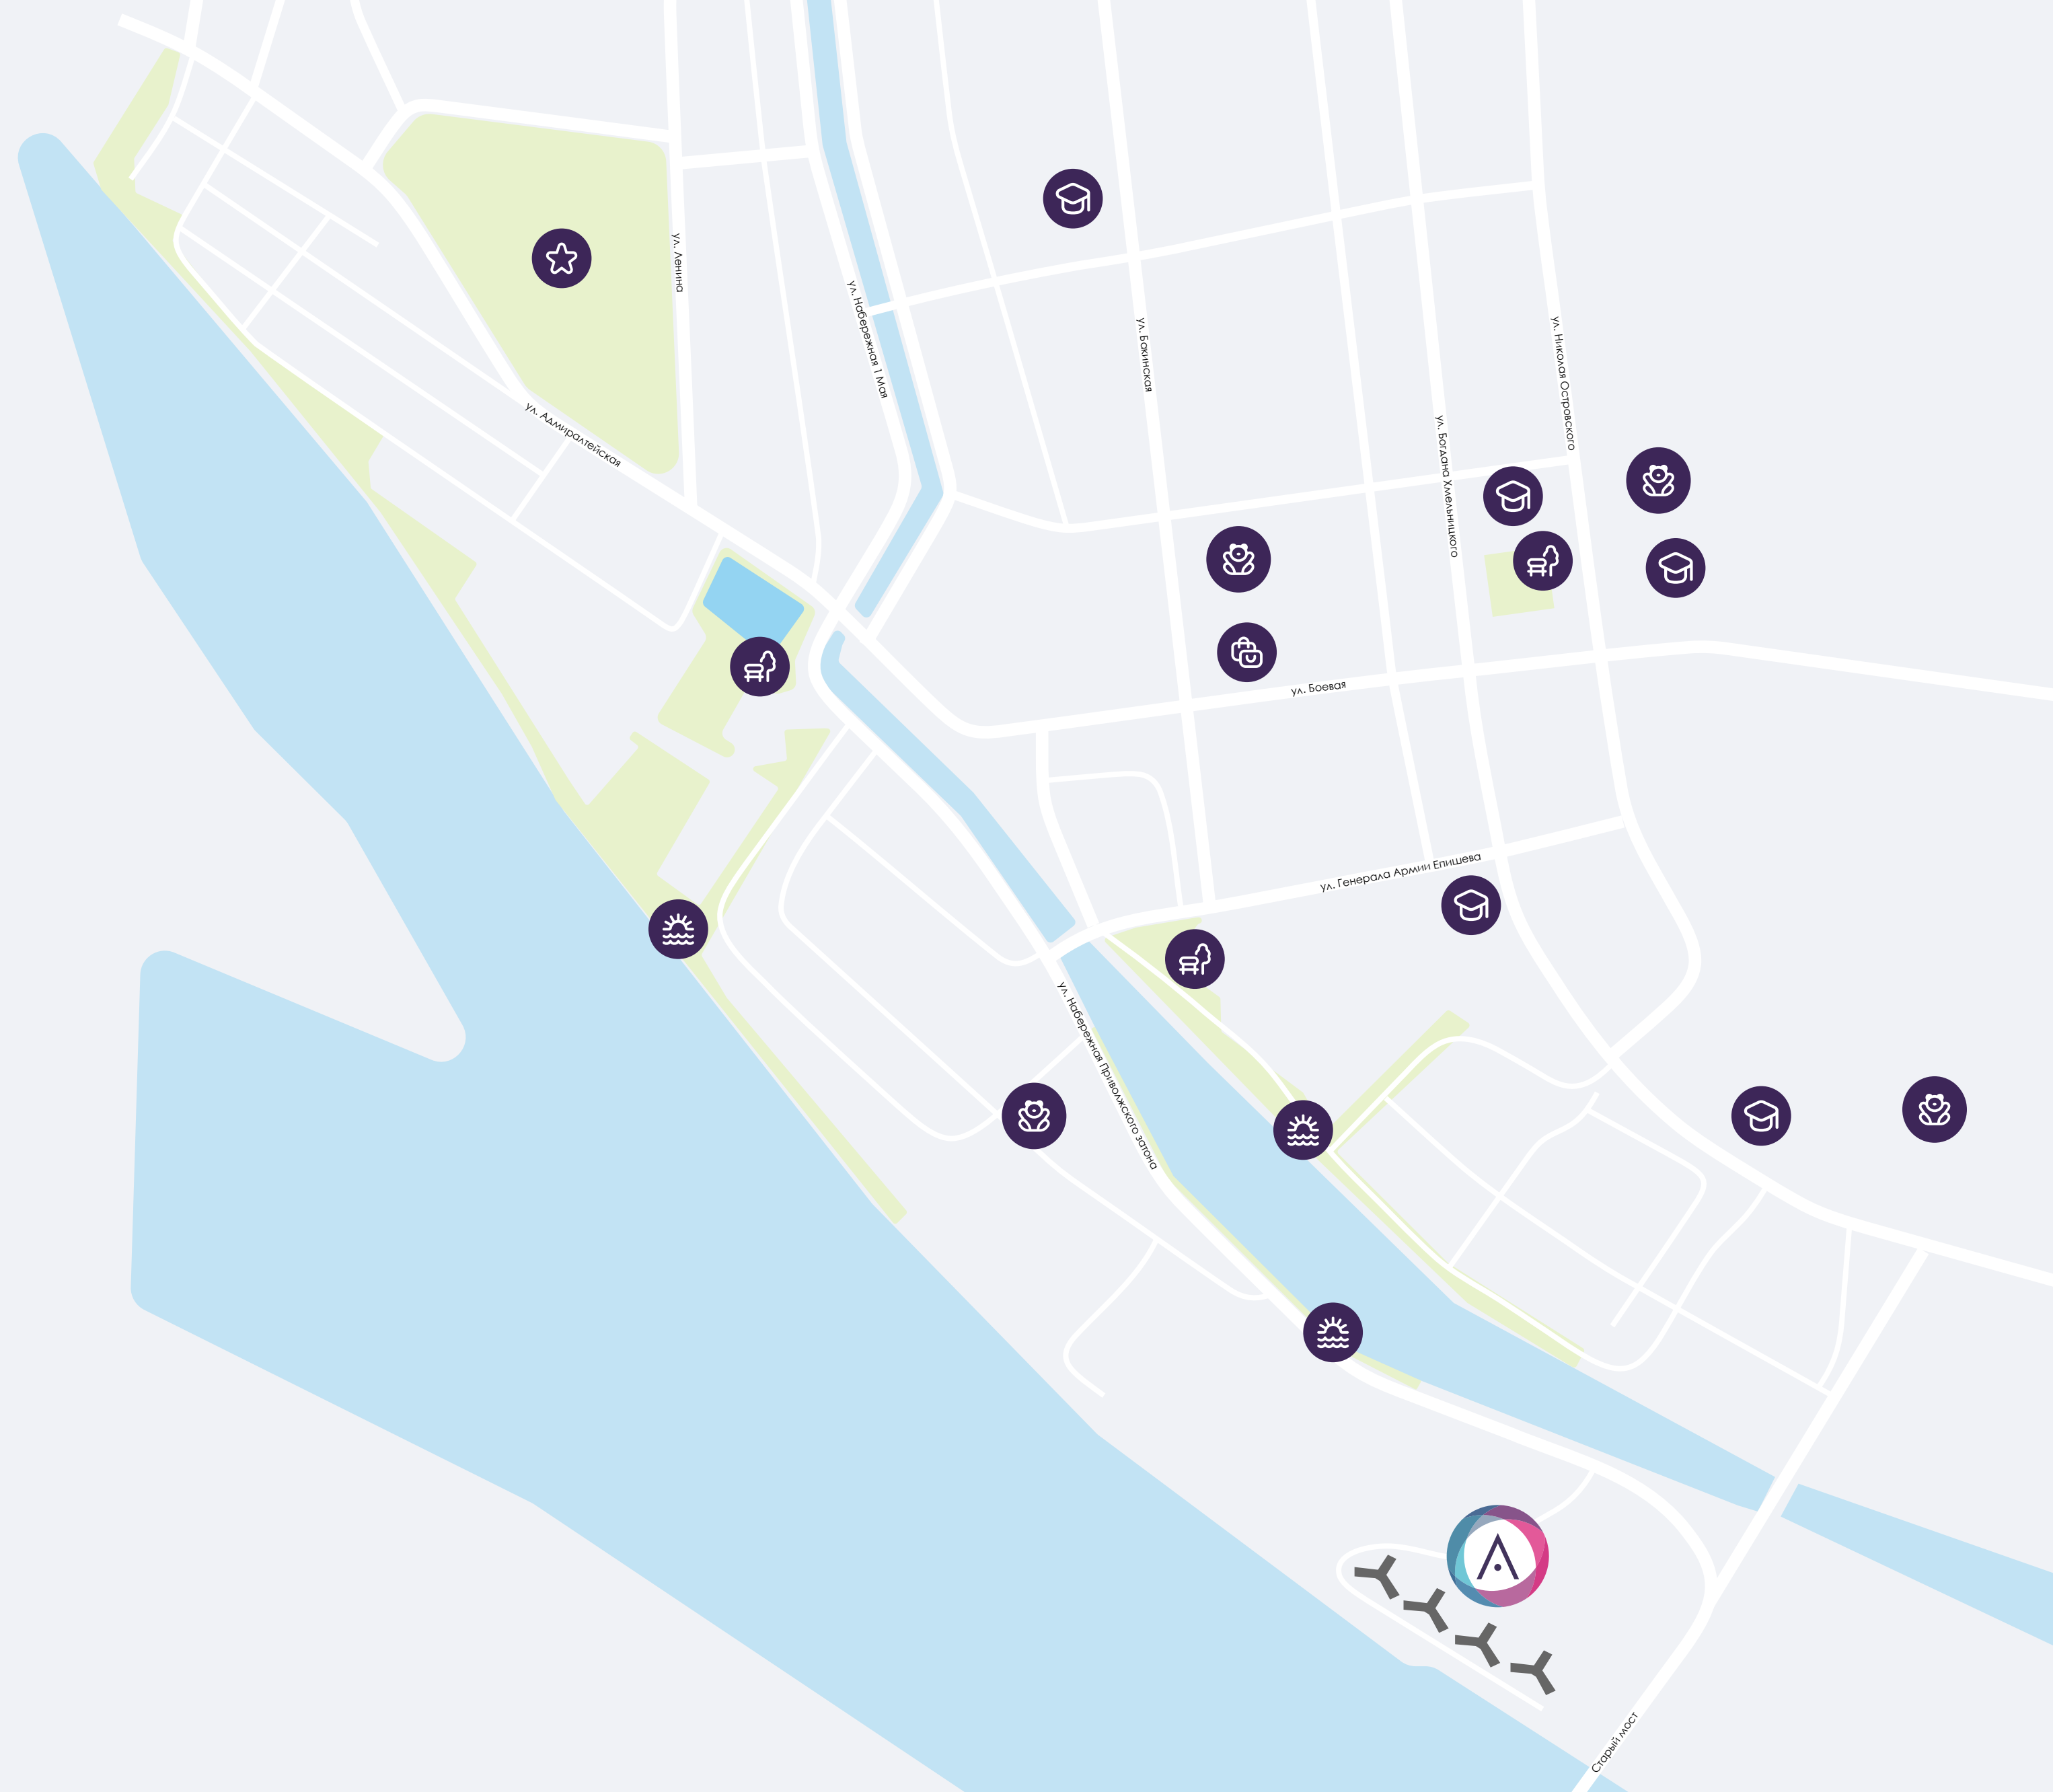 ул. Ленина
ул. Набережная 1 Мая
ул. Бакинская
ул. Николая Островского
ул. Адмиралтейская
ул. Богдана Хмельницкого
ул. Боевая
ул. Генерала Армии Епишева
ул. Набережная Приволжского затона
Старый мост